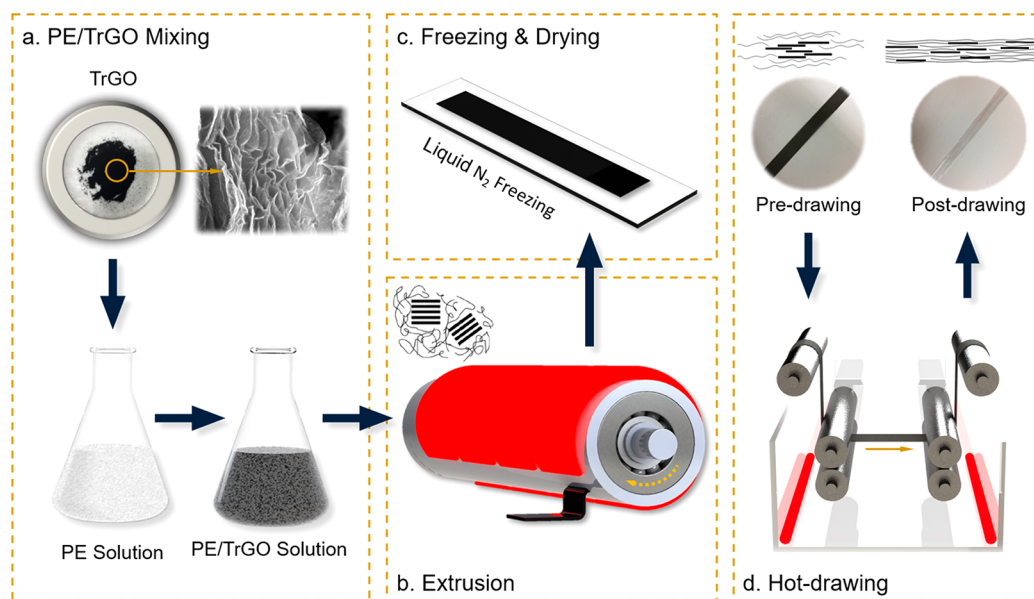 a. PE/TrGO Mixing
TrGO
PE Solution
PE/TrGO Solution
b. Extrusion
c. Freezing & Drying
Liquid N₂ Freezing
Pre-drawing
Post-drawing
d. Hot-drawing